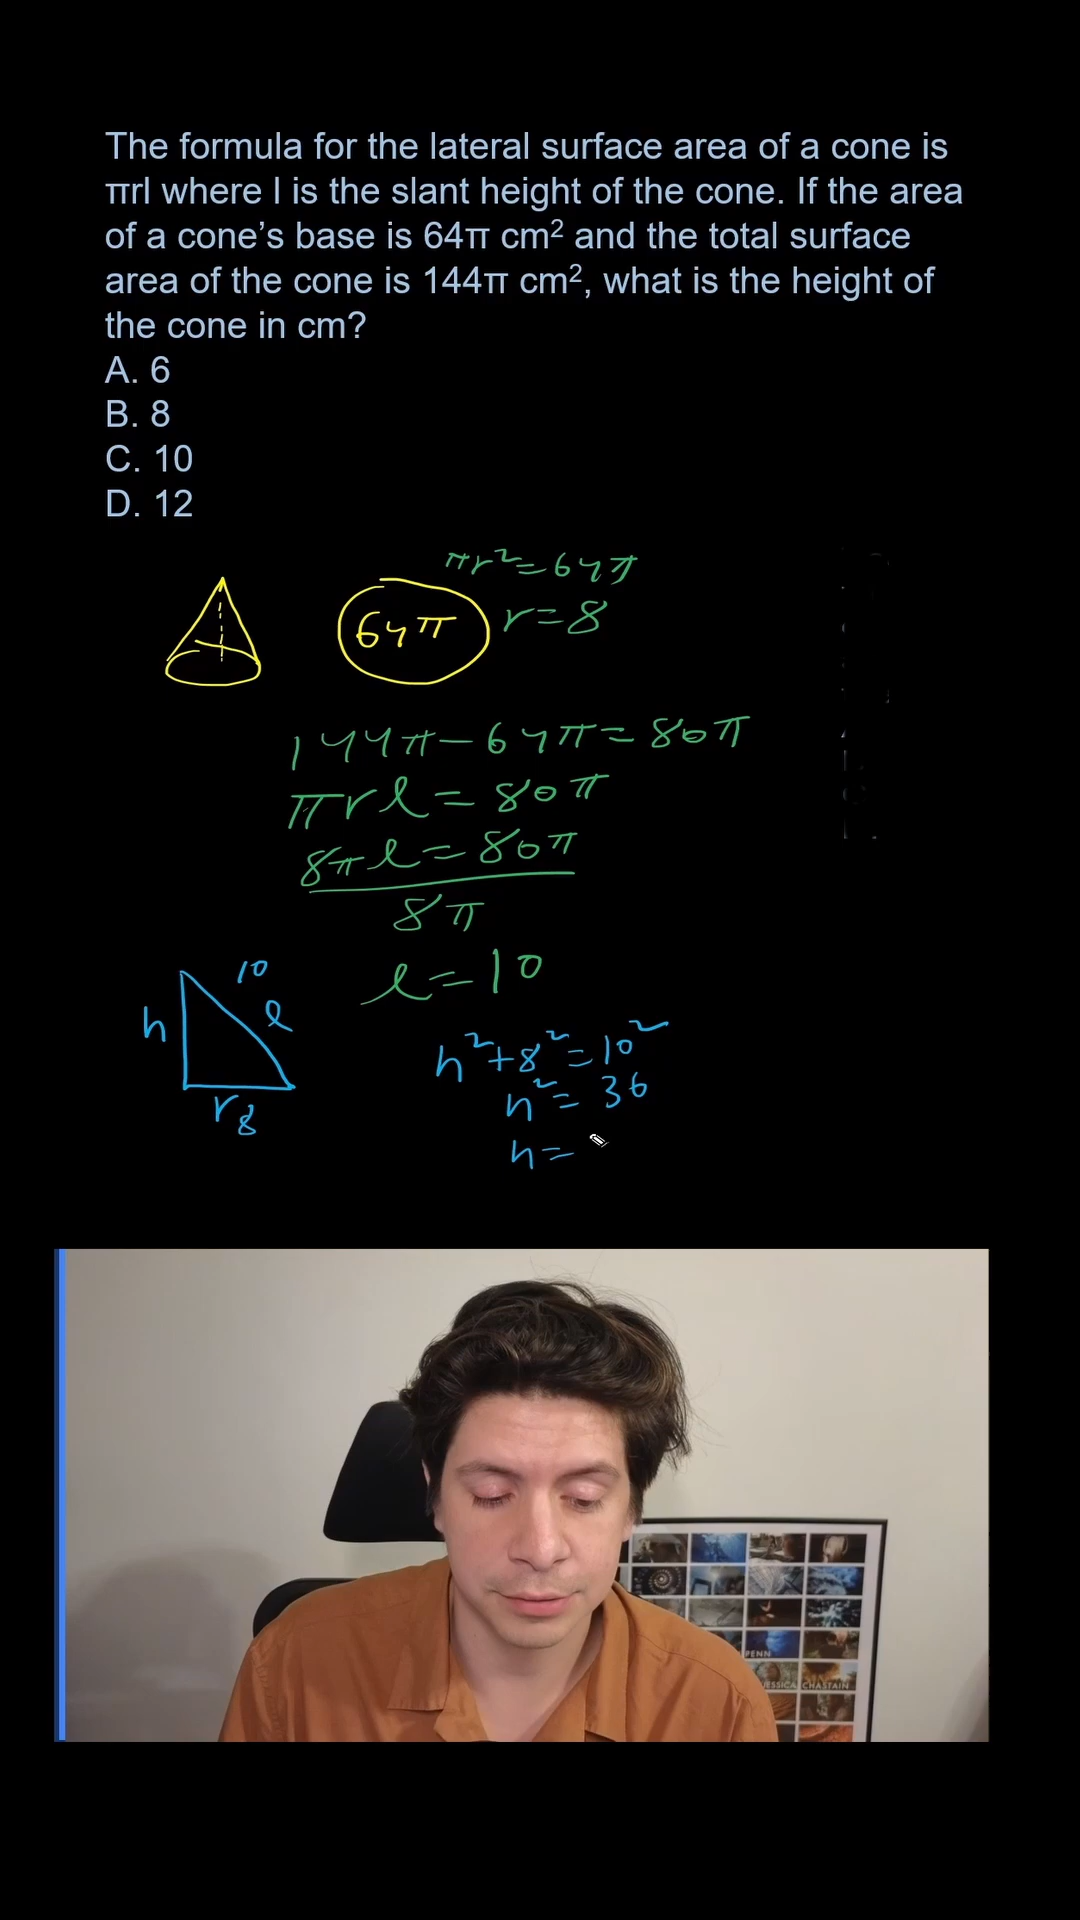 The formula for the lateral surface area of a cone is
πrl where l is the slant height of the cone. If the area
of a cone’s base is 64π cm² and the total surface
area of the cone is 144π cm², what is the height of
the cone in cm?
A. 6
B. 8
C. 10
D. 12
πr²=64π
64π r=8
144π-64π=80π
πrl=80π
8πl=80π
8π
l=10
10
l
h
r 8
h²+8²=10²
h²=36
h=
PENN
JESSICA CHASTAIN